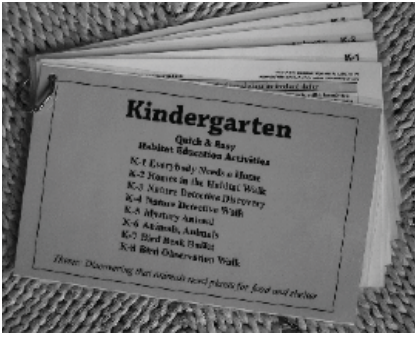 K-1
Kindergarten
Quick & Easy
Habitat Education Activities
K-1 Everybody Needs a Home
K-2 Homes in the Habitat Walk
K-3 Nature Detective Discovery
K-4 Nature Detective Walk
K-5 Mystery Animal
K-6 Animals, Animals
K-7 Bird Beak Buffet
K-8 Bird Observation Walk
Theme: Discovering that animals need plants for food and shelter